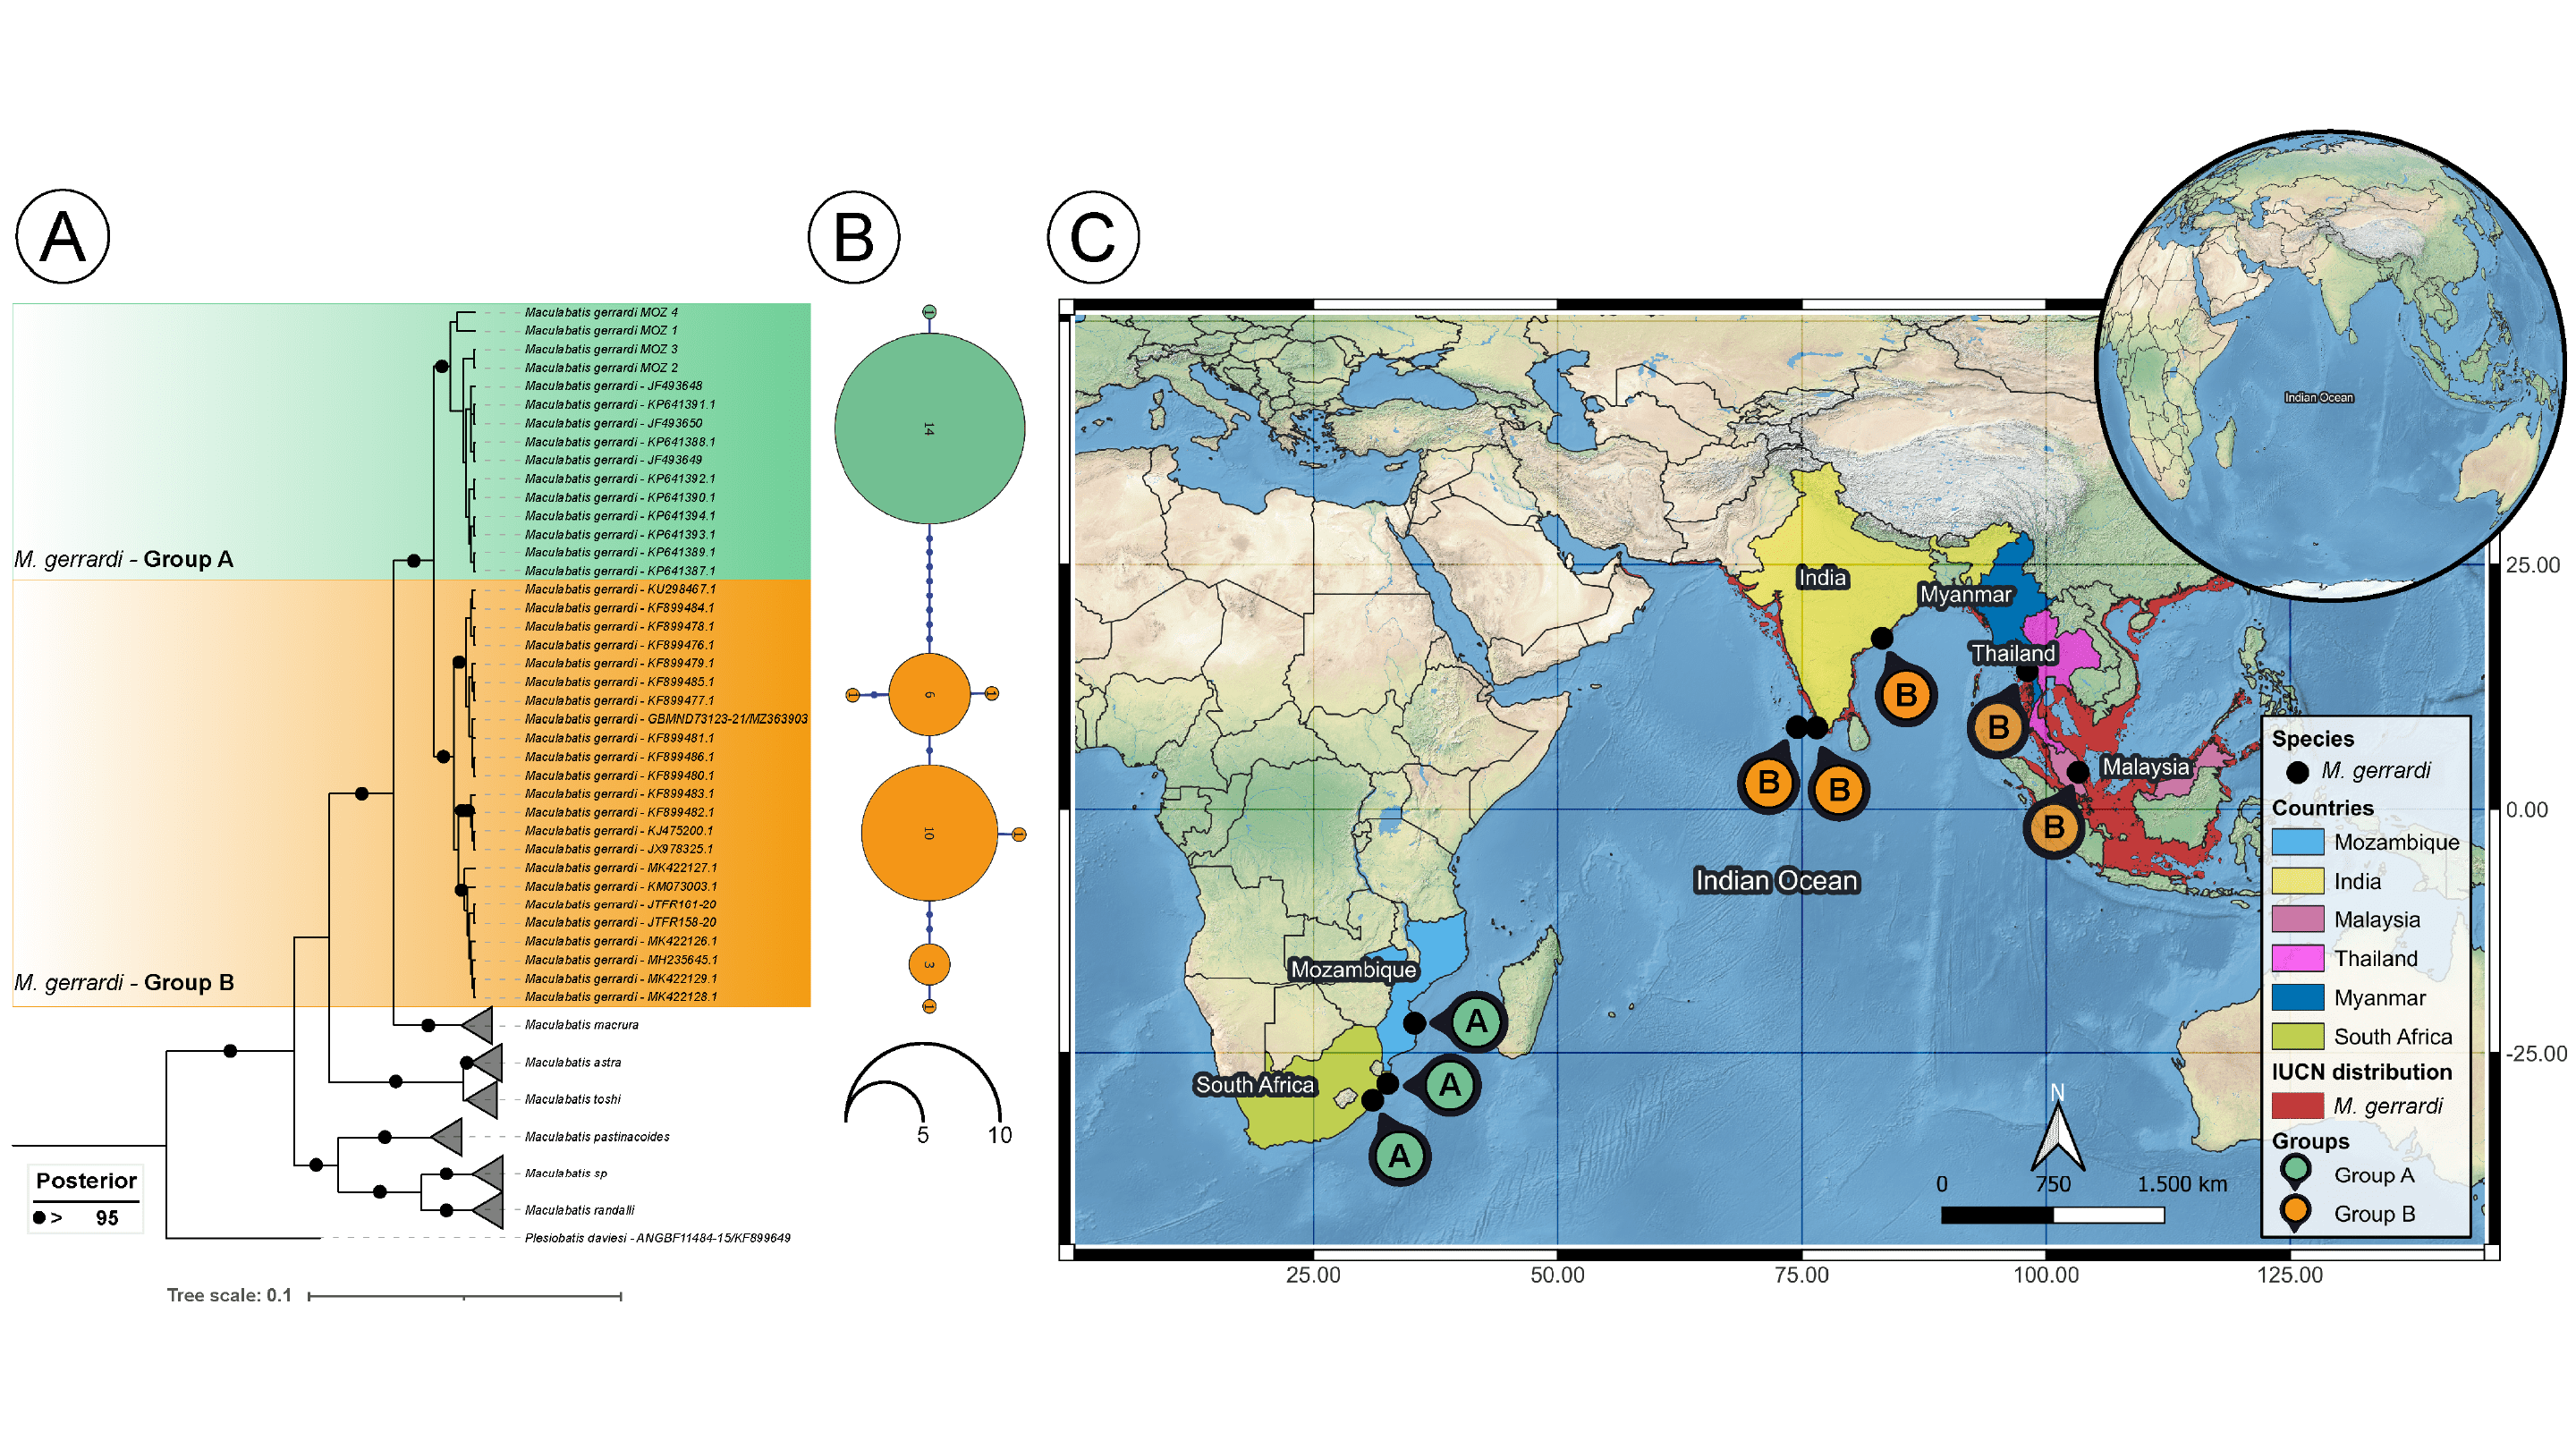 A
B
C
Maculabatis gerrardi MOZ 4
Maculabatis gerrardi MOZ 1
Maculabatis gerrardi MOZ 3
Maculabatis gerrardi MOZ 2
Maculabatis gerrardi - JF493648
Maculabatis gerrardi - KP641391.1
Maculabatis gerrardi - JF493650
Maculabatis gerrardi - KP641388.1
Maculabatis gerrardi - JF493649
Maculabatis gerrardi - KP641392.1
Maculabatis gerrardi - KP641390.1
Maculabatis gerrardi - KP641394.1
Maculabatis gerrardi - KP641393.1
Maculabatis gerrardi - KP641389.1
Maculabatis gerrardi - KP641387.1
M. gerrardi - Group A
Maculabatis gerrardi - KU298467.1
Maculabatis gerrardi - KF899484.1
Maculabatis gerrardi - KF899478.1
Maculabatis gerrardi - KF899476.1
Maculabatis gerrardi - KF899479.1
Maculabatis gerrardi - KF899485.1
Maculabatis gerrardi - KF899477.1
Maculabatis gerrardi - GBMND73123-21/MZ363903
Maculabatis gerrardi - KF899481.1
Maculabatis gerrardi - KF899486.1
Maculabatis gerrardi - KF899480.1
Maculabatis gerrardi - KF899483.1
Maculabatis gerrardi - KF899482.1
Maculabatis gerrardi - KJ475200.1
Maculabatis gerrardi - JX978325.1
Maculabatis gerrardi - MK422127.1
Maculabatis gerrardi - KM073003.1
Maculabatis gerrardi - JTFR161-20
Maculabatis gerrardi - JTFR158-20
Maculabatis gerrardi - MK422126.1
Maculabatis gerrardi - MH235645.1
Maculabatis gerrardi - MK422129.1
Maculabatis gerrardi - MK422128.1
M. gerrardi - Group B
Maculabatis macrura
Maculabatis astra
Maculabatis toshi
Maculabatis pastinacoides
Maculabatis sp
Maculabatis randalli
Plesiobatis daviesi - ANGBF11484-15/KF899649
Posterior
> 95
Tree scale: 0.1
1
14
1
6
1
10
1
3
1
5
10
Indian Ocean
India
Myanmar
Thailand
Malaysia
Indian Ocean
Mozambique
South Africa
B
B
B
B
B
A
A
A
N
0
750
1.500 km
25.00
0.00
-25.00
25.00
50.00
75.00
100.00
125.00
Species
M. gerrardi
Countries
Mozambique
India
Malaysia
Thailand
Myanmar
South Africa
IUCN distribution
M. gerrardi
Groups
Group A
Group B